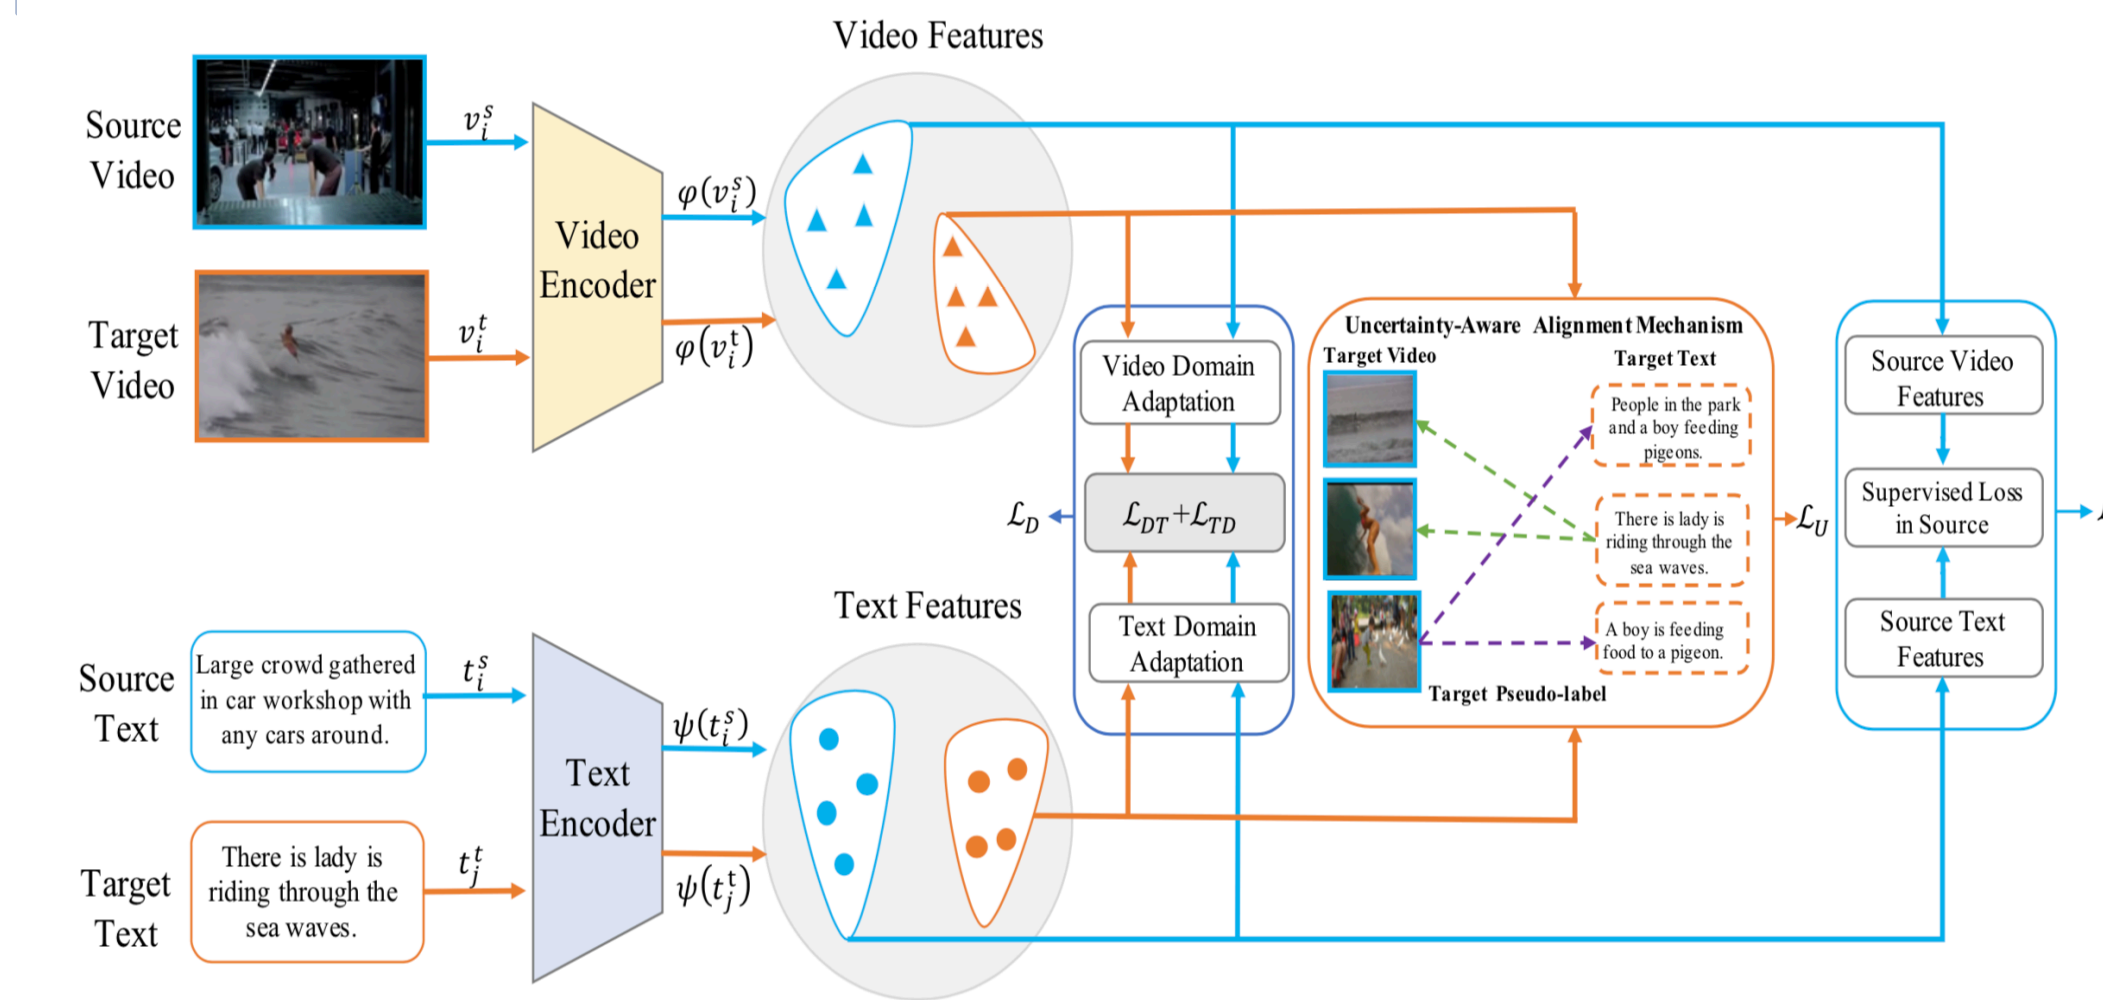 Video Features
Source
Video
v_i^s
Video
Encoder
φ(v_i^s)
Target
Video
v_i^t
φ(v_i^t)
Video Domain
Adaptation
ℒ_D
ℒ_DT+ℒ_TD
Text Domain
Adaptation
Uncertainty-Aware Alignment Mechanism
Target Video
Target Text
People in the park
and a boy feeding
pigeons.
There is lady is
riding through the
sea waves.
A boy is feeding
food to a pigeon.
Target Pseudo-label
ℒ_U
Source Video
Features
Supervised Loss
in Source
Source Text
Features
Text Features
Source
Text
Large crowd gathered
in car workshop with
any cars around.
t_i^s
Text
Encoder
ψ(t_i^s)
Target
Text
There is lady is
riding through the
sea waves.
t_j^t
ψ(t_j^t)